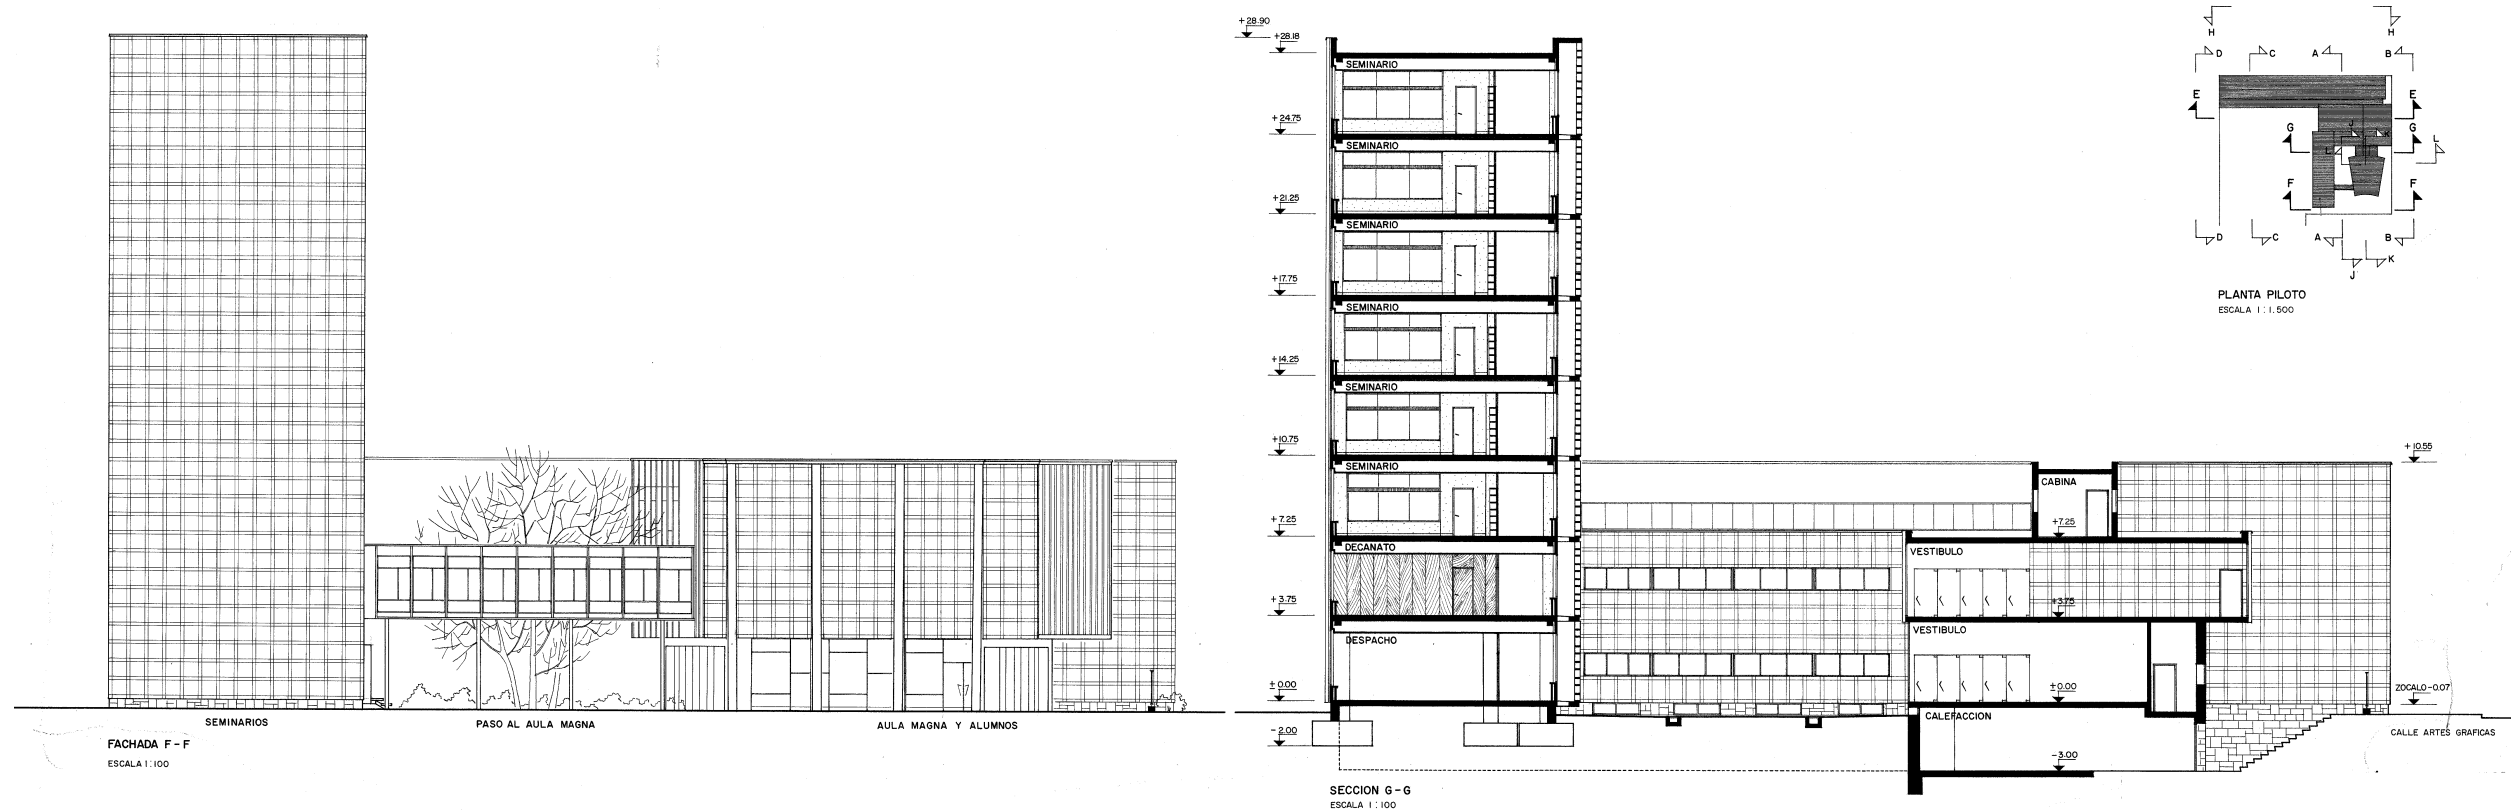 SEMINARIOS
PASO AL AULA MAGNA
AULA MAGNA Y ALUMNOS
FACHADA F-F
ESCALA 1:100
+28.90
+28.18
+24.75
+21.25
+17.75
+14.25
+10.75
+7.25
+3.75
±0.00
-2.00
SEMINARIO
SEMINARIO
SEMINARIO
SEMINARIO
SEMINARIO
SEMINARIO
DECANATO
DESPACHO
CABINA
+7.25
VESTIBULO
+3.75
VESTIBULO
±0.00
CALEFACCION
-3.00
+10.55
ZOCALO-0.07
CALLE ARTES GRAFICAS
SECCION G-G
ESCALA 1:100
H H
D C A B
E E
G J K G L
L
F F
D C A B
J K
PLANTA PILOTO
ESCALA 1:1.500